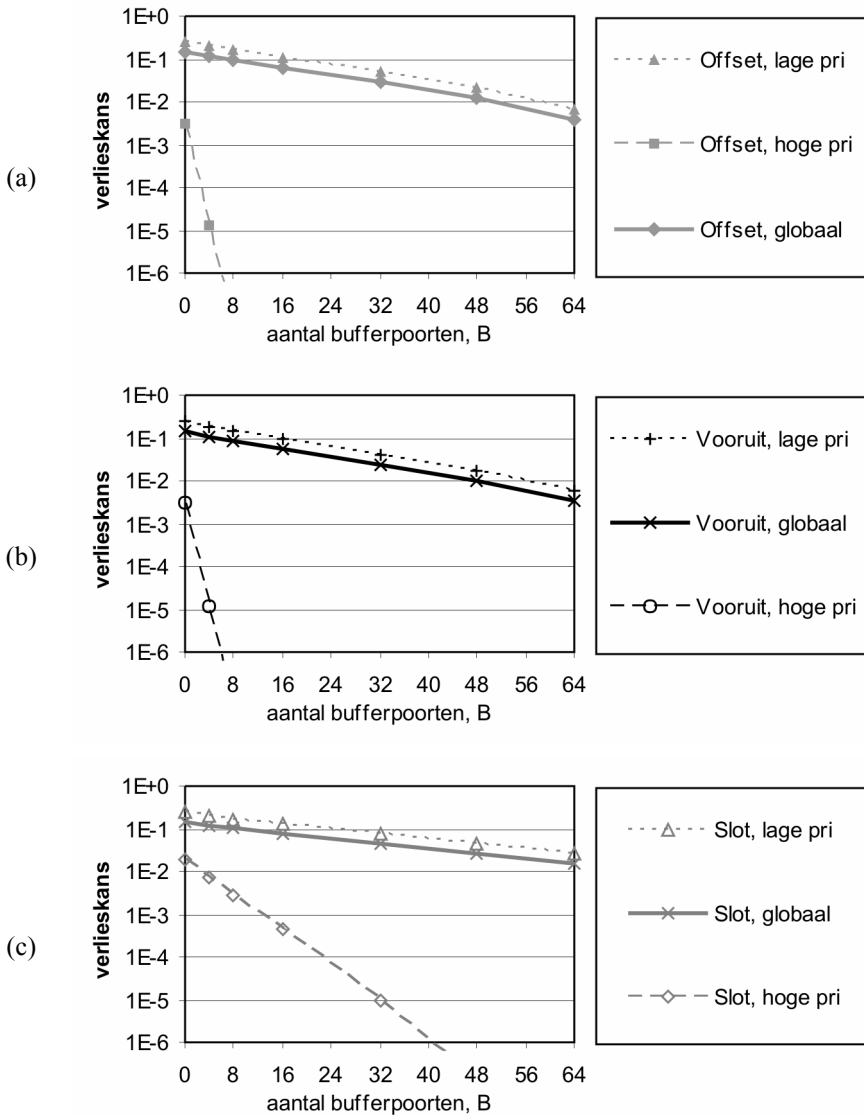 (a)
verlieskans
1E+0
1E-1
1E-2
1E-3
1E-4
1E-5
1E-6
0 8 16 24 32 40 48 56 64
aantal bufferpoorten, B
Offset, lage pri
Offset, hoge pri
Offset, globaal
(b)
verlieskans
1E+0
1E-1
1E-2
1E-3
1E-4
1E-5
1E-6
0 8 16 24 32 40 48 56 64
aantal bufferpoorten, B
Vooruit, lage pri
Vooruit, globaal
Vooruit, hoge pri
(c)
verlieskans
1E+0
1E-1
1E-2
1E-3
1E-4
1E-5
1E-6
0 8 16 24 32 40 48 56 64
aantal bufferpoorten, B
Slot, lage pri
Slot, globaal
Slot, hoge pri